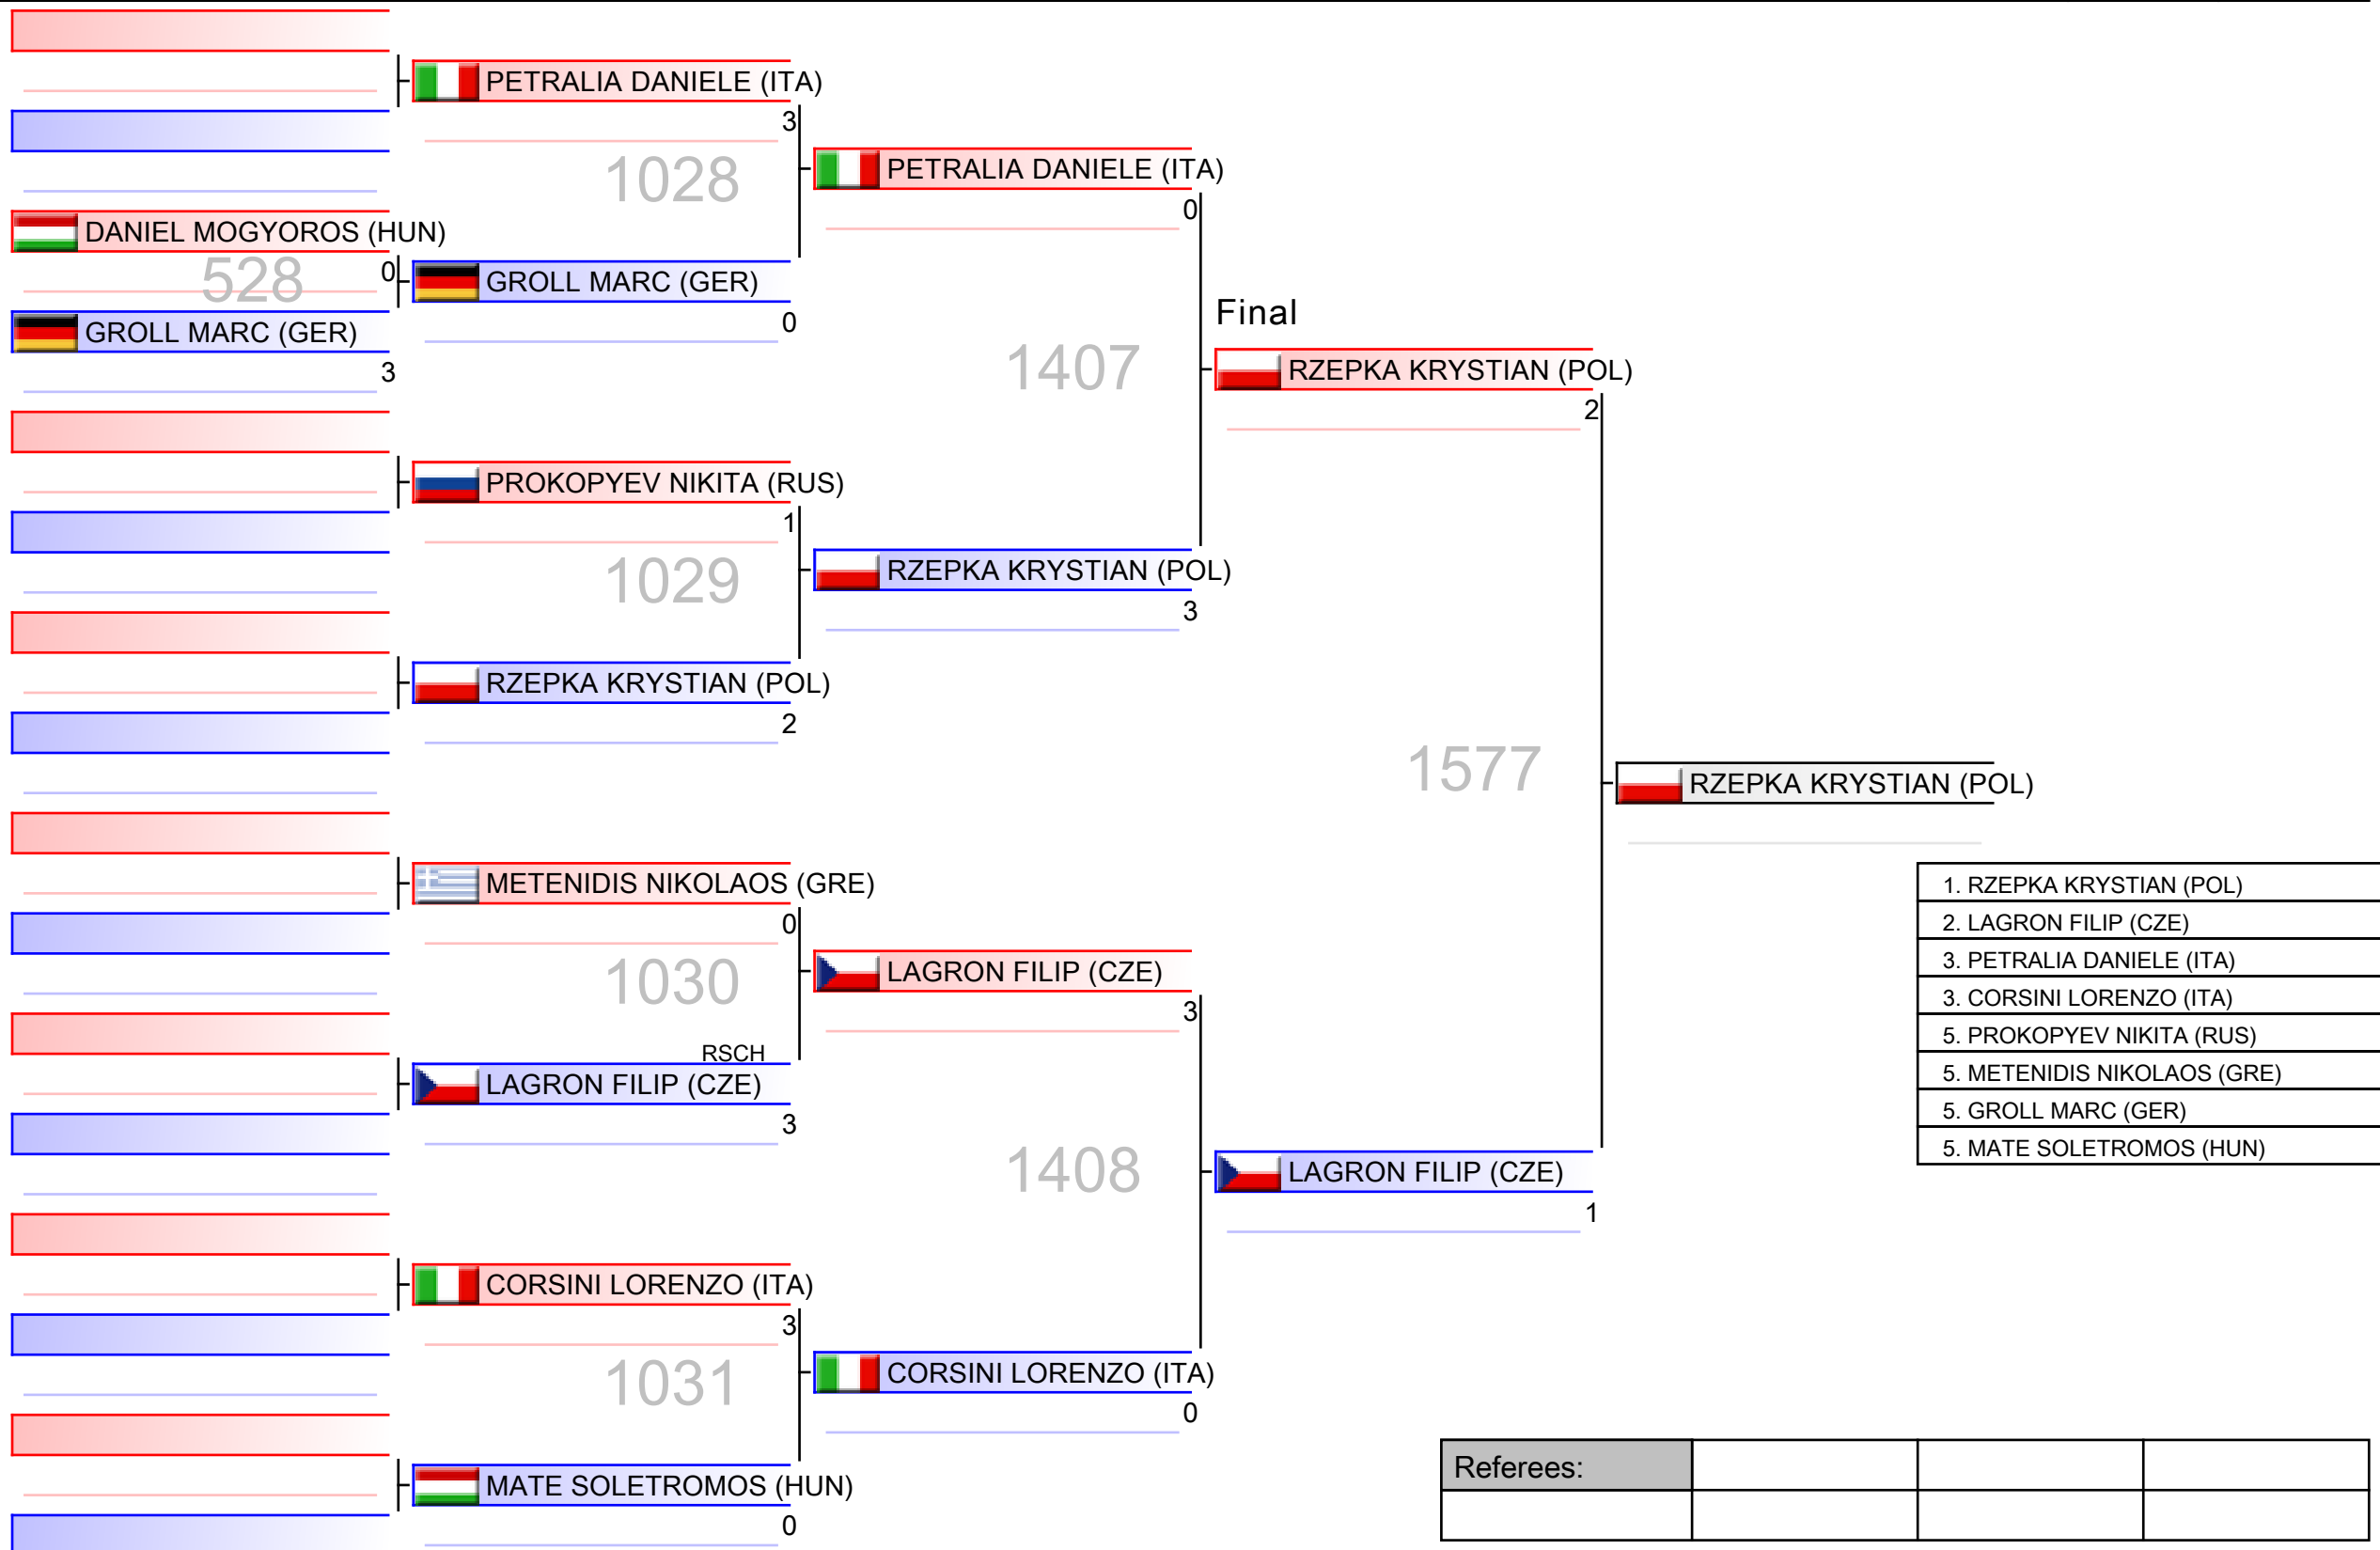 DANIEL MOGYOROS (HUN)
0
528
GROLL MARC (GER)
3
PETRALIA DANIELE (ITA)
3
1028
GROLL MARC (GER)
0
PROKOPYEV NIKITA (RUS)
1
1029
RZEPKA KRYSTIAN (POL)
2
METENIDIS NIKOLAOS (GRE)
0
1030
RSCH
LAGRON FILIP (CZE)
3
CORSINI LORENZO (ITA)
3
1031
MATE SOLETROMOS (HUN)
0
PETRALIA DANIELE (ITA)
0
1407
RZEPKA KRYSTIAN (POL)
3
LAGRON FILIP (CZE)
3
1408
CORSINI LORENZO (ITA)
0
Final
RZEPKA KRYSTIAN (POL)
2
1577
LAGRON FILIP (CZE)
1
RZEPKA KRYSTIAN (POL)
1. RZEPKA KRYSTIAN (POL)
2. LAGRON FILIP (CZE)
3. PETRALIA DANIELE (ITA)
3. CORSINI LORENZO (ITA)
5. PROKOPYEV NIKITA (RUS)
5. METENIDIS NIKOLAOS (GRE)
5. GROLL MARC (GER)
5. MATE SOLETROMOS (HUN)
Referees: